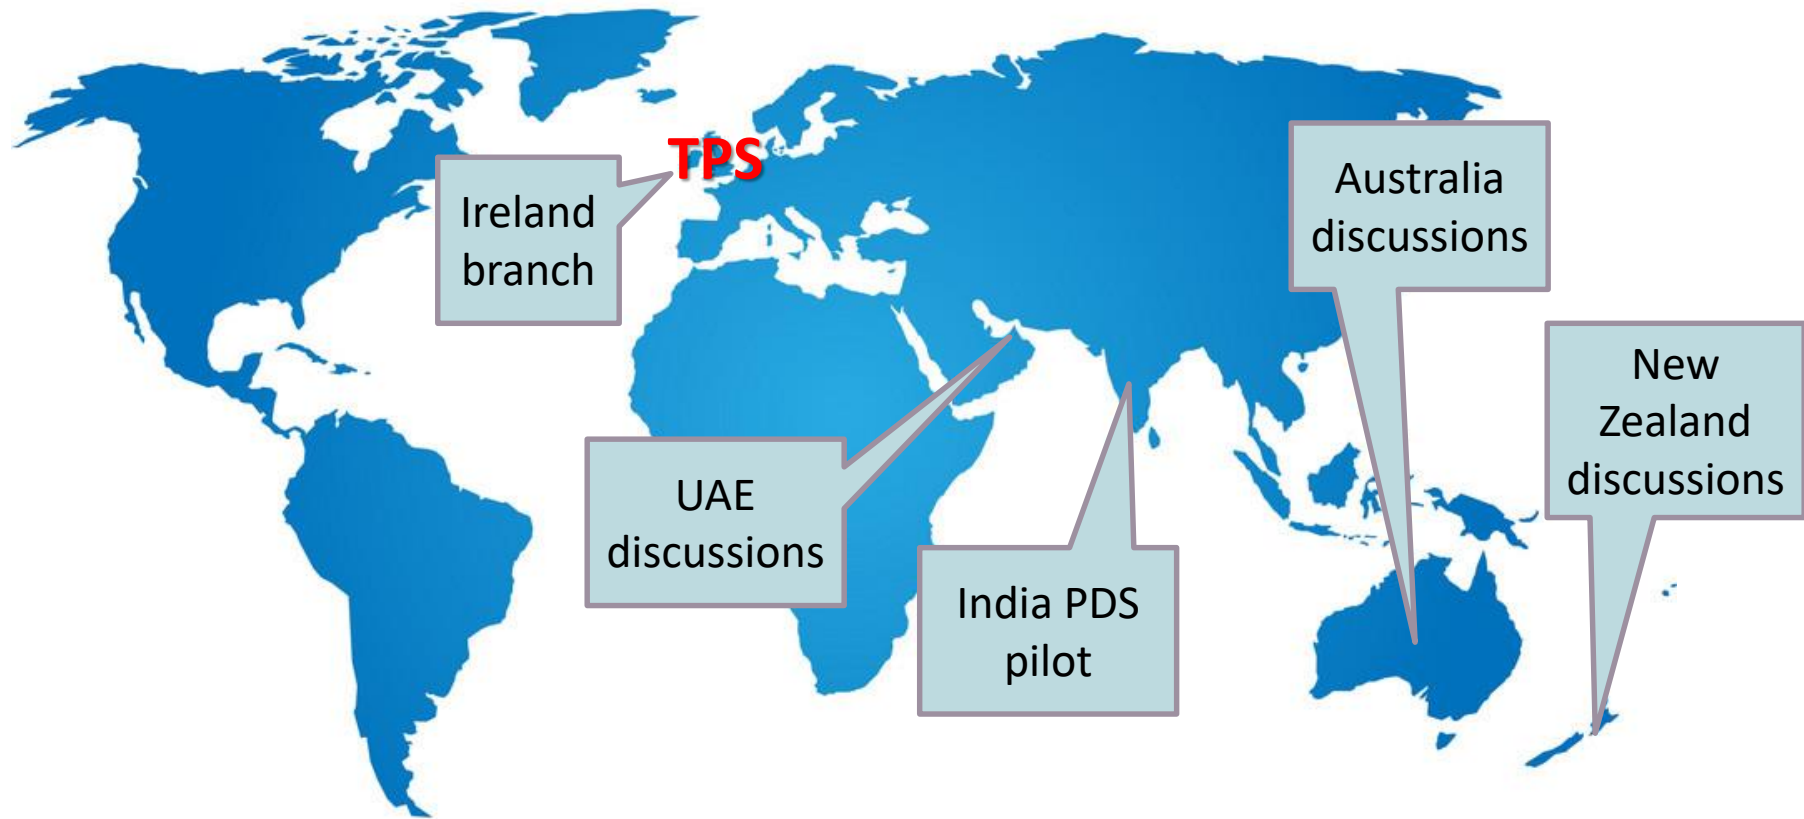 TPS
Ireland
branch
Australia
discussions
New
Zealand
discussions
UAE
discussions
India PDS
pilot